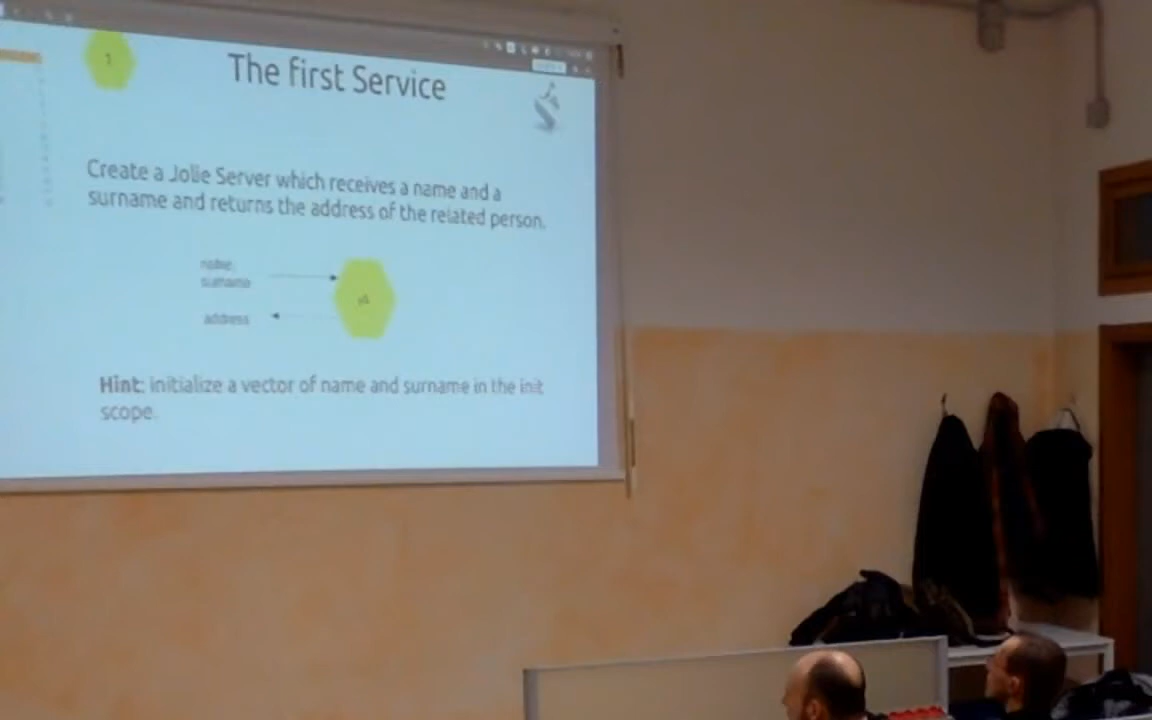 1
The first Service
Create a Jolie Server which receives a name and a
surname and returns the address of the related person.
name,
surname
address
Hint: initialize a vector of name and surname in the init
scope.